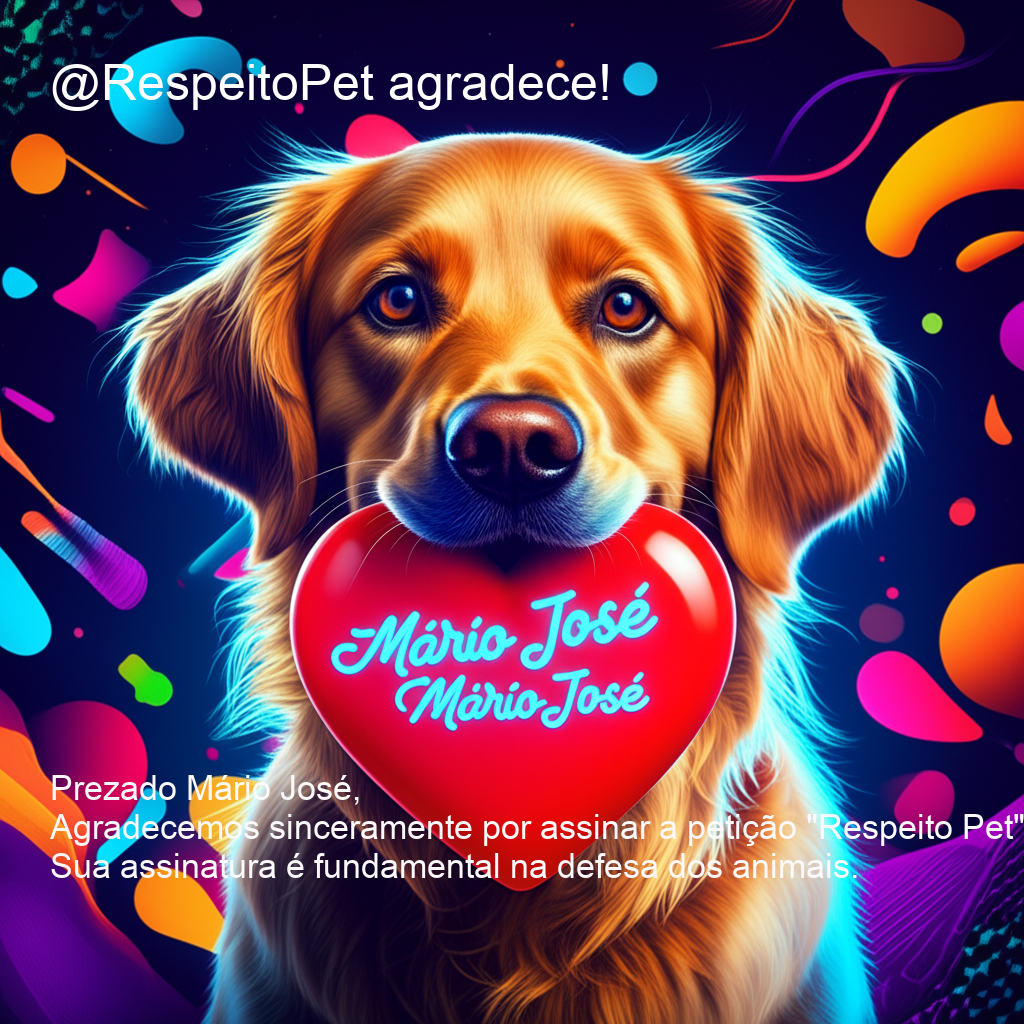 @RespeitoPet agradece!
Mário José
Mário José
Prezado Mário José,
Agradecemos sinceramente por assinar a petição "Respeito Pet"
Sua assinatura é fundamental na defesa dos animais.